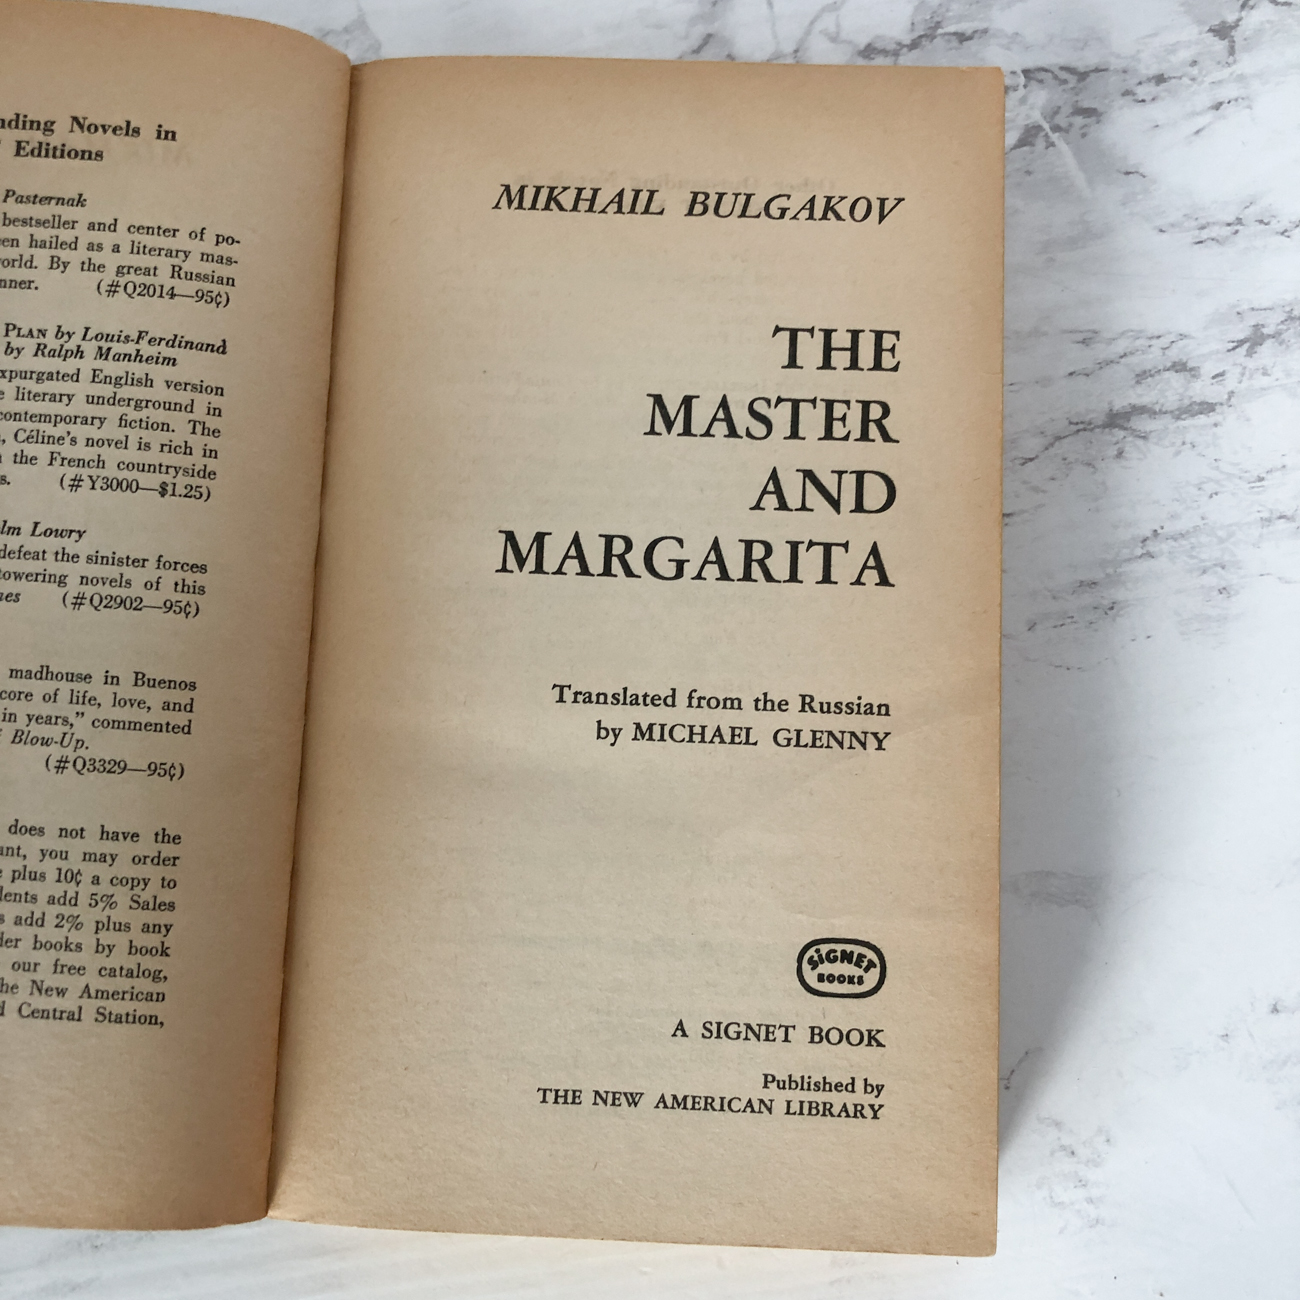 nding Novels in
Editions
Pasternak
bestseller and center of po-
en hailed as a literary mas-
orld. By the great Russian
nner. (#Q2014—95¢)
PLAN by Louis-Ferdinand
by Ralph Manheim
xpurgated English version
e literary underground in
contemporary fiction. The
, Céline's novel is rich in
the French countryside
s. (#Y3000—$1.25)
lm Lowry
defeat the sinister forces
towering novels of this
es (#Q2902—95¢)
madhouse in Buenos
core of life, love, and
in years,” commented
Blow-Up.
(#Q3329—95¢)
does not have the
ant, you may order
plus 10¢ a copy to
dents add 5% Sales
s add 2% plus any
der books by book
our free catalog,
he New American
d Central Station,
MIKHAIL BULGAKOV
THE
MASTER
AND
MARGARITA
Translated from the Russian
by MICHAEL GLENNY
SiGNET
BOOKS
A SIGNET BOOK
Published by
THE NEW AMERICAN LIBRARY